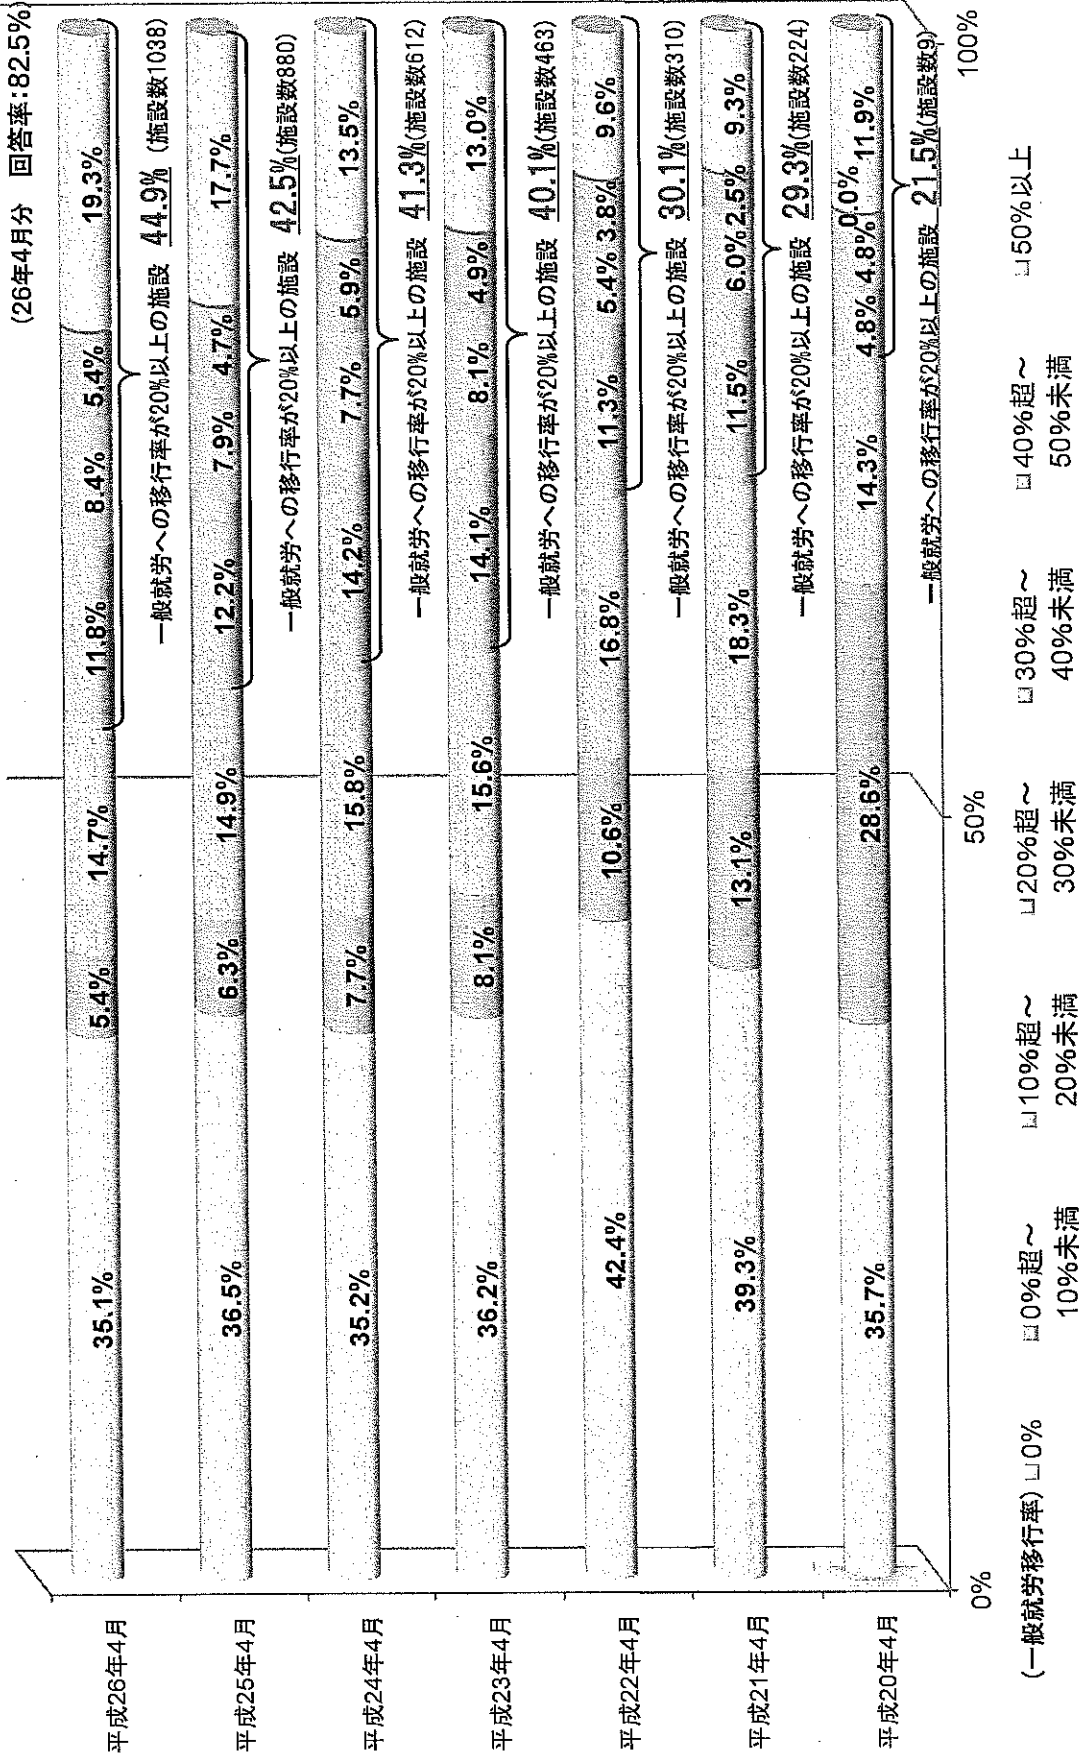 (26年4月分　回答率:82.5%)
平成26年4月
35.1% 5.4% 14.7% 11.8% 8.4% 5.4% 19.3%
一般就労への移行率が20%以上の施設 44.9% (施設数1038)
平成25年4月
36.5% 6.3% 14.9% 12.2% 7.9% 4.7% 17.7%
一般就労への移行率が20%以上の施設 42.5%(施設数880)
平成24年4月
35.2% 7.7% 15.8% 14.2% 7.7% 5.9% 13.5%
一般就労への移行率が20%以上の施設 41.3%(施設数612)
平成23年4月
36.2% 8.1% 15.6% 14.1% 8.1% 4.9% 13.0%
一般就労への移行率が20%以上の施設 40.1%(施設数463)
平成22年4月
42.4% 10.6% 16.8% 11.3% 5.4% 3.8% 9.6%
一般就労への移行率が20%以上の施設 30.1%(施設数310)
平成21年4月
39.3% 13.1% 18.3% 11.5% 6.0% 2.5% 9.3%
一般就労への移行率が20%以上の施設 29.3%(施設数224)
平成20年4月
35.7% 28.6% 14.3% 4.8% 4.8% 0.0% 11.9%
一般就労への移行率が20%以上の施設 21.5%(施設数9)
0% 50% 100%
(一般就労移行率) □0% □0%超～ □10%超～ □20%超～ □30%超～ □40%超～ □50%以上
10%未満 20%未満 30%未満 40%未満 50%未満